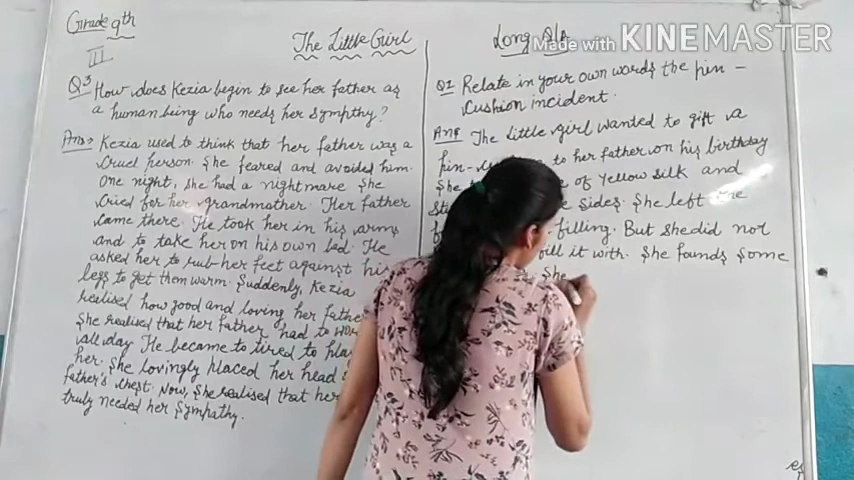 Grade 9th
III
The Little Girl
Q3 How does Kezia begin to see her father as
a human being who needs her sympthy?
Ans? Kezia used to think that her father was a
cruel person. She feared and avoided him.
One night, she had a nightmare She
cried for her grandmother. Her father
came there. He took her in his arms
and to take her on his own bed. He
asked her to rub her feet against his
legs to get them warm. Suddenly, Kezia
realised how good and loving her father
She realised that her father had to
all day He became to tired to
her. She lovingly placed her head
father's chest. Now, She realised that her
truly needed her sympathy.
Long Q/A
Made with KINEMASTER
Q1 Relate in your own words the pin-
cushion incident.
Ans The little girl wanted to gift a
pin- to her father on his birthday
She of yellow silk and
sides. She left
filling. But she did not
it with. She founds some
She